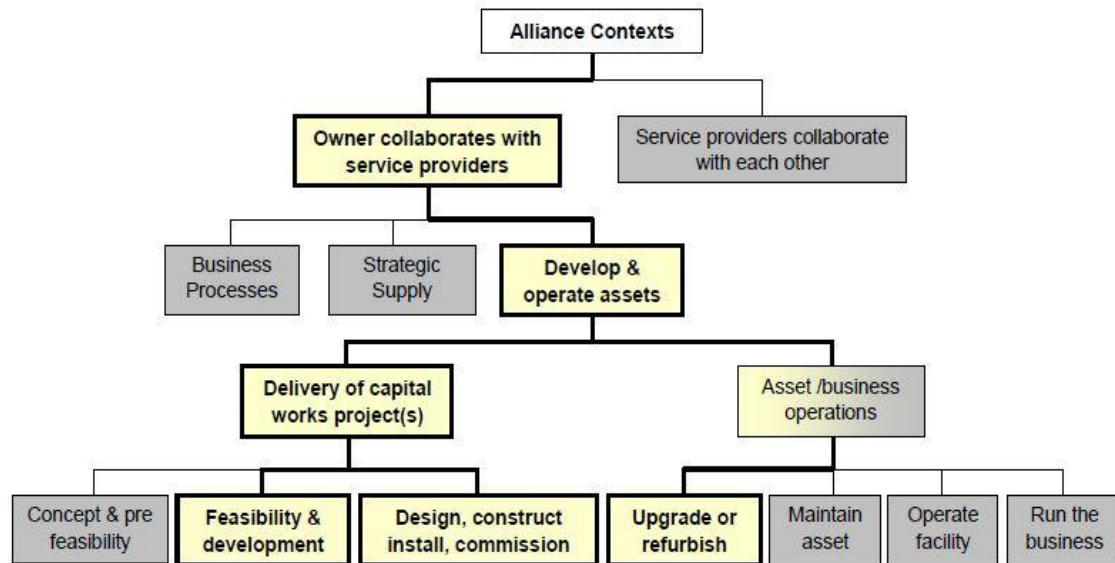 Alliance Contexts
Owner collaborates with
service providers
Service providers collaborate
with each other
Business
Processes
Strategic
Supply
Develop &
operate assets
Delivery of capital
works project(s)
Asset /business
operations
Concept & pre
feasibility
Feasibility &
development
Design, construct
install, commission
Upgrade or
refurbish
Maintain
asset
Operate
facility
Run the
business